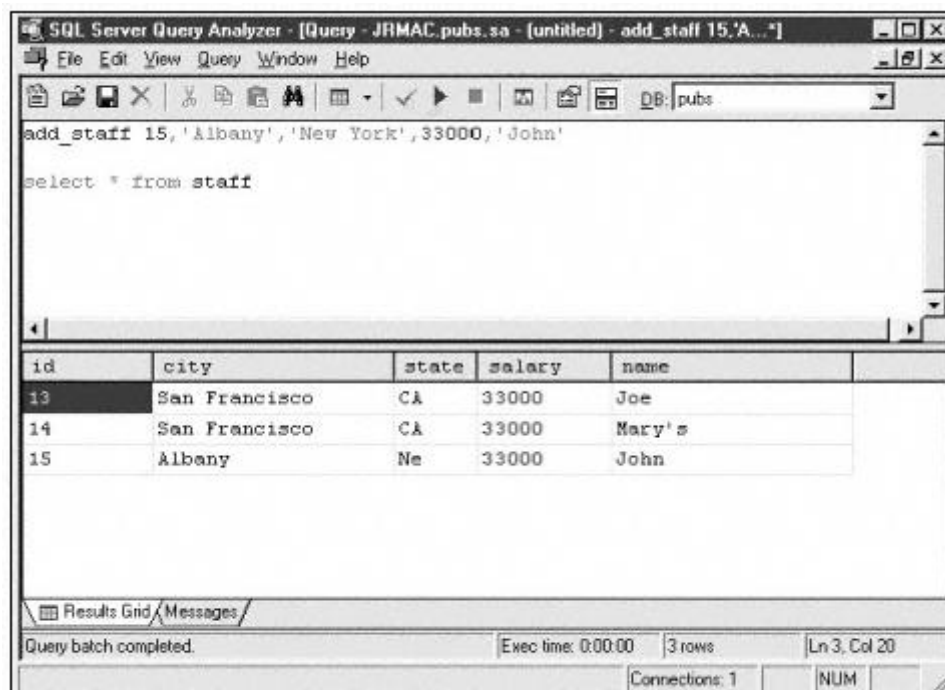 SQL Server Query Analyzer - [Query - JRMAC.pubs.sa - (untitled) - add_staff 15,'A...*]
File Edit View Query Window Help
DB: pubs
add_staff 15,'Albany','New York',33000,'John'
select * from staff
id city state salary name
13 San Francisco CA 33000 Joe
14 San Francisco CA 33000 Mary's
15 Albany Ne 33000 John
Results Grid Messages
Query batch completed. Exec time: 0:00:00 3 rows Ln 3, Col 20
Connections: 1 NUM